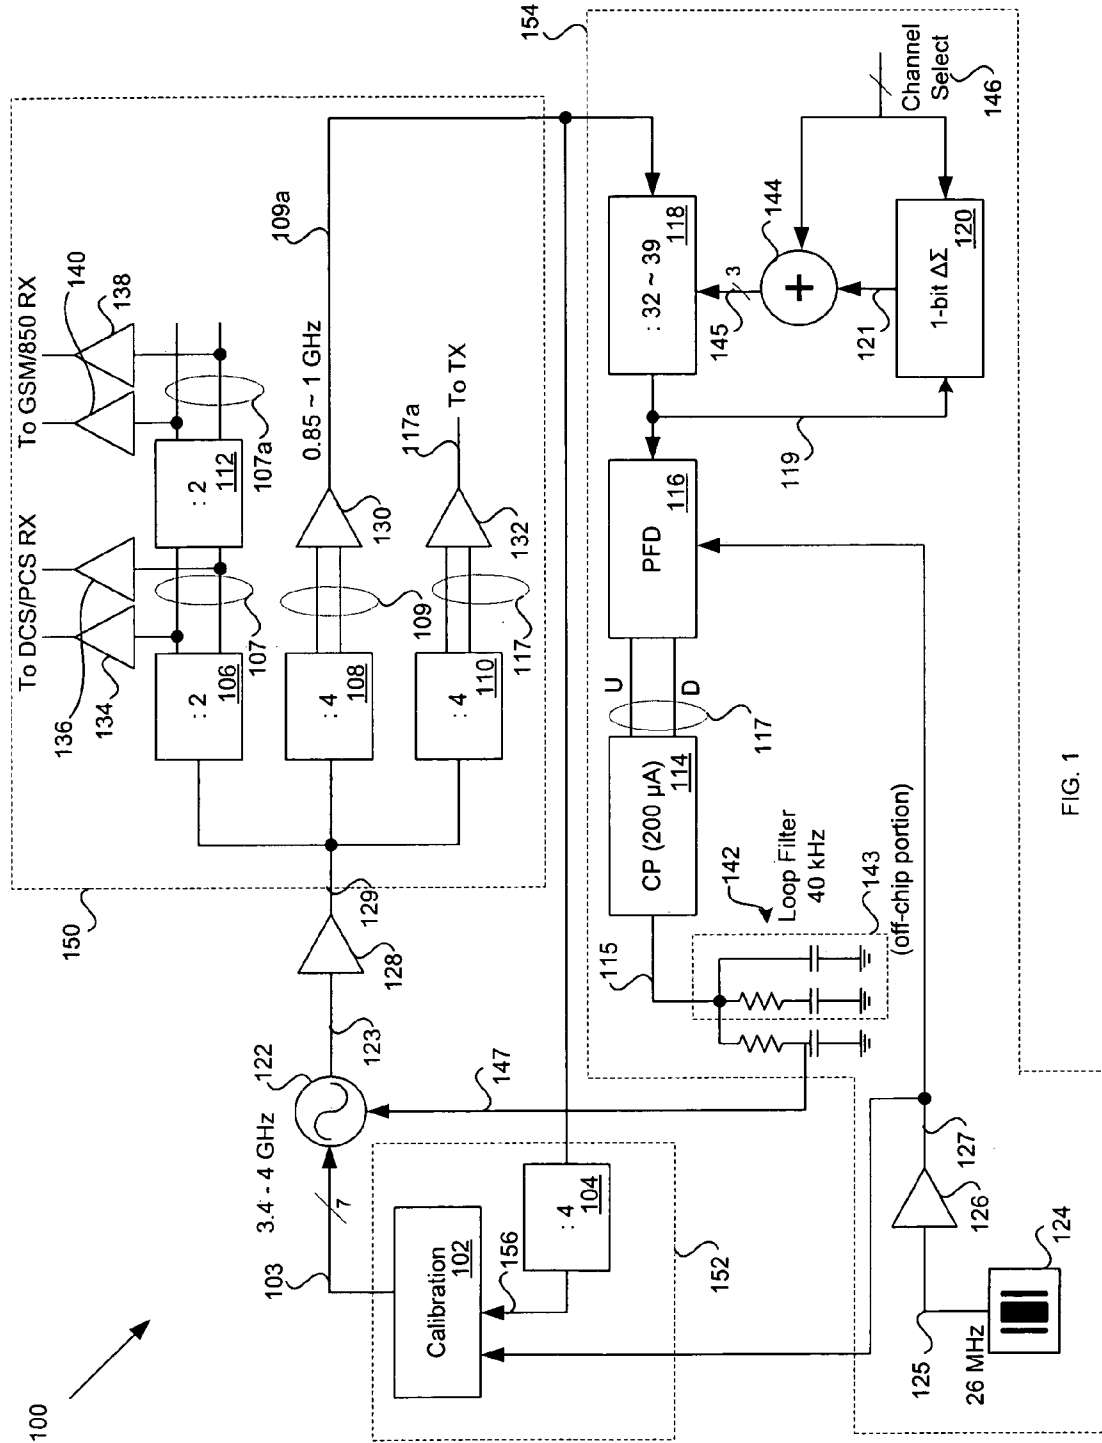 100
150
To DCS/PCS RX
To GSM/850 RX
136
134
140
138
: 2
106
107
: 2
112
107a
: 4
108
109
130
0.85 ~ 1 GHz
109a
: 4
110
117
132
117a
To TX
3.4 - 4 GHz
122
123
128
129
103
7
147
Calibration
102
156
: 4
104
152
154
115
142
Loop Filter
40 kHz
143
(off-chip portion)
CP (200 µA)
114
U
D
117
PFD
116
119
: 32 ~ 39
118
145
3
144
+
121
1-bit ΔΣ
120
Channel
Select
146
125
26 MHz
124
126
127
FIG. 1